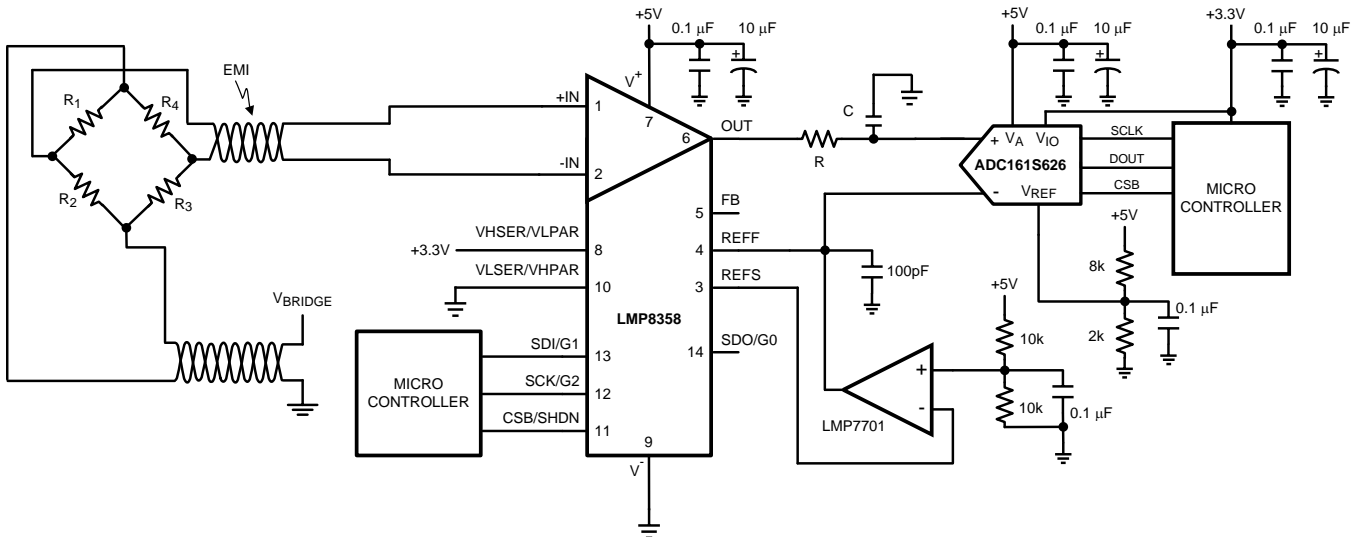 +5V
0.1 μF
10 μF
+5V
0.1 μF
10 μF
+3.3V
0.1 μF
10 μF
EMI
R1
R4
R2
R3
+IN
1
V+
7
6
OUT
-IN
2
C
R
+
VA
VIO
ADC161S626
-
VREF
SCLK
DOUT
CSB
MICRO
CONTROLLER
5
FB
VHSER/VLPAR
+3.3V
8
4
REFF
VLSER/VHPAR
10
3
REFS
100pF
+5V
8k
2k
0.1 μF
VBRIDGE
LMP8358
+5V
10k
10k
0.1 μF
14
SDO/G0
MICRO
CONTROLLER
SDI/G1
13
SCK/G2
12
CSB/SHDN
11
+
-
LMP7701
9
V-
+
+
+